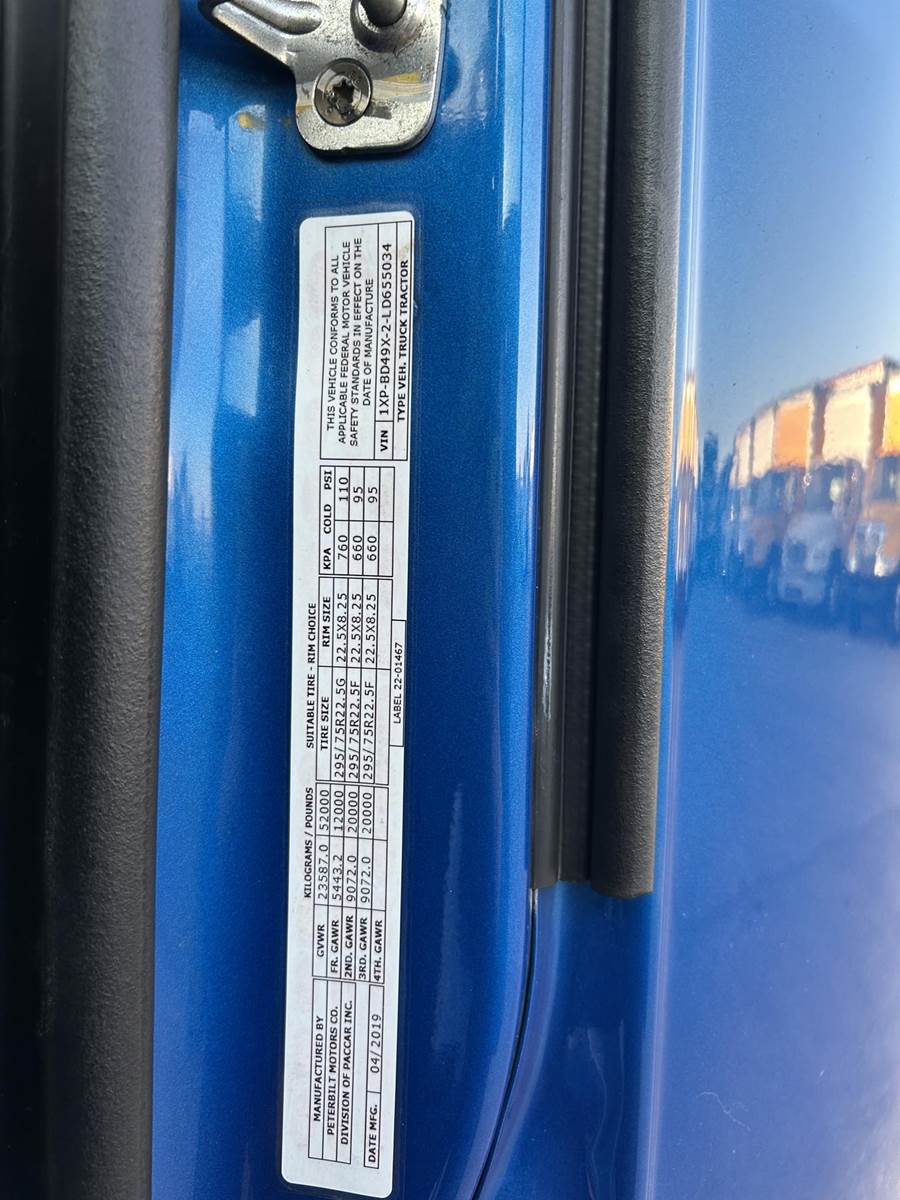 MANUFACTURED BY
PETERBILT MOTORS CO.
DIVISION OF PACCAR INC.
DATE MFG. 04/2019
KILOGRAMS / POUNDS
GVWR 23587.0 52000
FR. GAWR 5443.2 12000
2ND. GAWR 9072.0 20000
3RD. GAWR 9072.0 20000
4TH. GAWR
SUITABLE TIRE - RIM CHOICE
TIRE SIZE RIM SIZE KPA COLD PSI
295/75R22.5G 22.5X8.25 760 110
295/75R22.5F 22.5X8.25 660 95
295/75R22.5F 22.5X8.25 660 95
LABEL 22-01467
THIS VEHICLE CONFORMS TO ALL
APPLICABLE FEDERAL MOTOR VEHICLE
SAFETY STANDARDS IN EFFECT ON THE
DATE OF MANUFACTURE
VIN 1XP-BD49X-2-LD655034
TYPE VEH. TRUCK TRACTOR